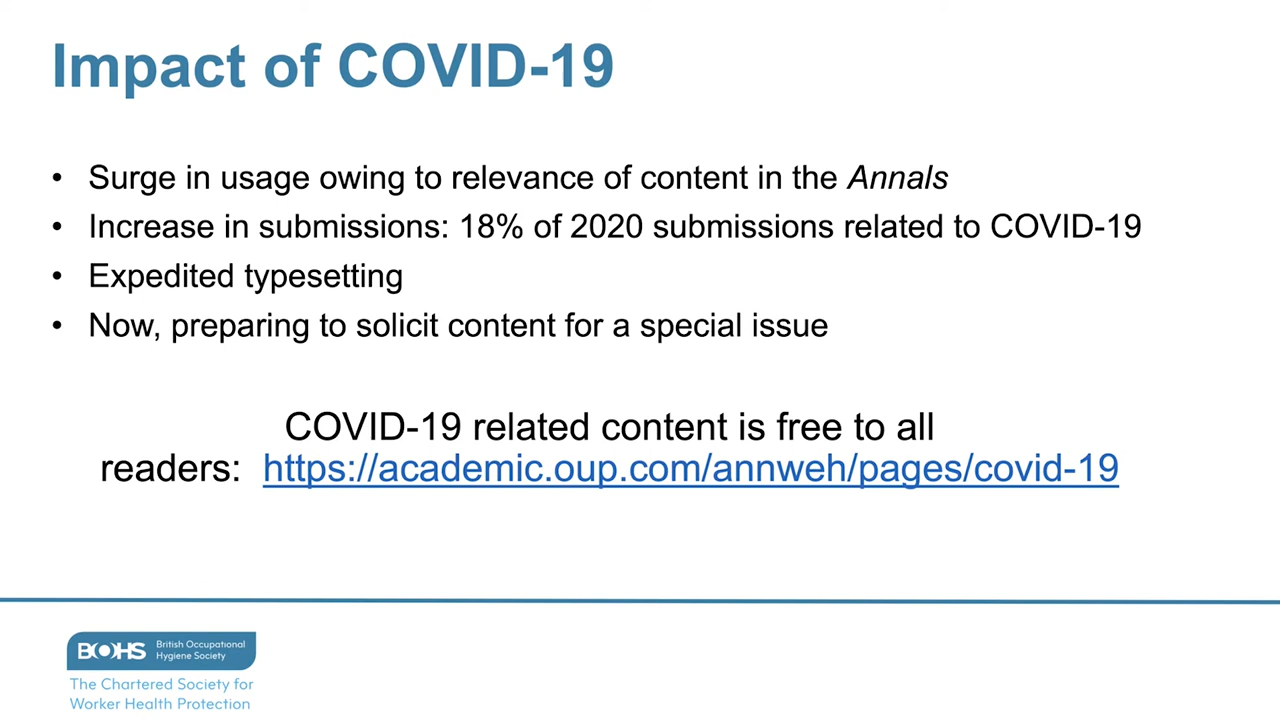 Impact of COVID-19
• Surge in usage owing to relevance of content in the Annals
• Increase in submissions: 18% of 2020 submissions related to COVID-19
• Expedited typesetting
• Now, preparing to solicit content for a special issue
COVID-19 related content is free to all
readers: https://academic.oup.com/annweh/pages/covid-19
BOHS British Occupational
Hygiene Society
The Chartered Society for
Worker Health Protection